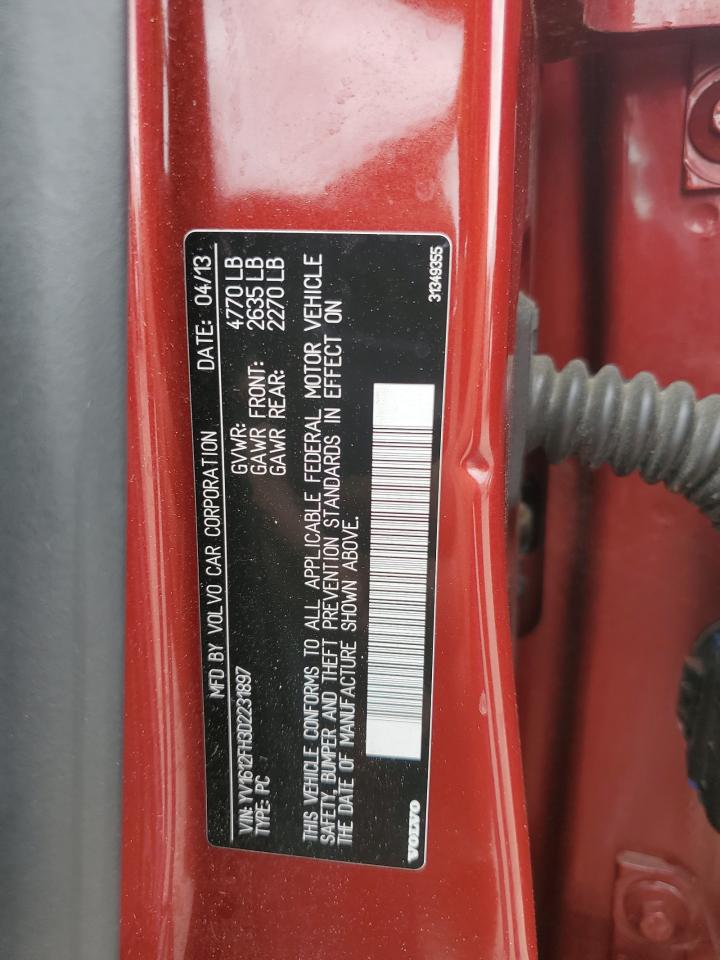 MFD BY VOLVO CAR CORPORATION DATE: 04/13
VIN: YV1612FH3D2231897 GVWR: 4770 LB
TYPE: PC GAWR FRONT: 2635 LB
GAWR REAR: 2270 LB
THIS VEHICLE CONFORMS TO ALL APPLICABLE FEDERAL MOTOR VEHICLE
SAFETY, BUMPER AND THEFT PREVENTION STANDARDS IN EFFECT ON
THE DATE OF MANUFACTURE SHOWN ABOVE.
VOLVO 31349355